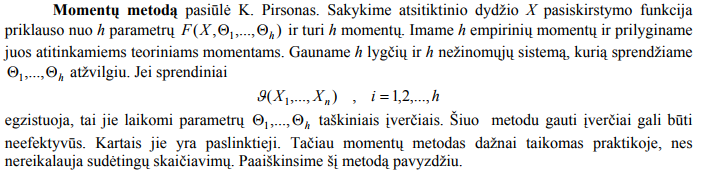 Momentų metodą pasiūlė K. Pirsonas. Sakykime atsitiktinio dydžio X pasiskirstymo funkcija
priklauso nuo h parametrų F(X,Θ₁,...,Θₕ) ir turi h momentų. Imame h empirinių momentų ir prilyginame
juos atitinkamiems teoriniams momentams. Gauname h lygčių ir h nežinomųjų sistemą, kurią sprendžiame
Θ₁,...,Θₕ atžvilgiu. Jei sprendiniai
ϑ(X₁,...,Xₙ) , i = 1,2,...,h
egzistuoja, tai jie laikomi parametrų Θ₁,...,Θₕ taškiniais įverčiais. Šiuo metodu gauti įverčiai gali būti
neefektyvūs. Kartais jie yra paslinktieji. Tačiau momentų metodas dažnai taikomas praktikoje, nes
nereikalauja sudėtingų skaičiavimų. Paaiškinsime šį metodą pavyzdžiu.